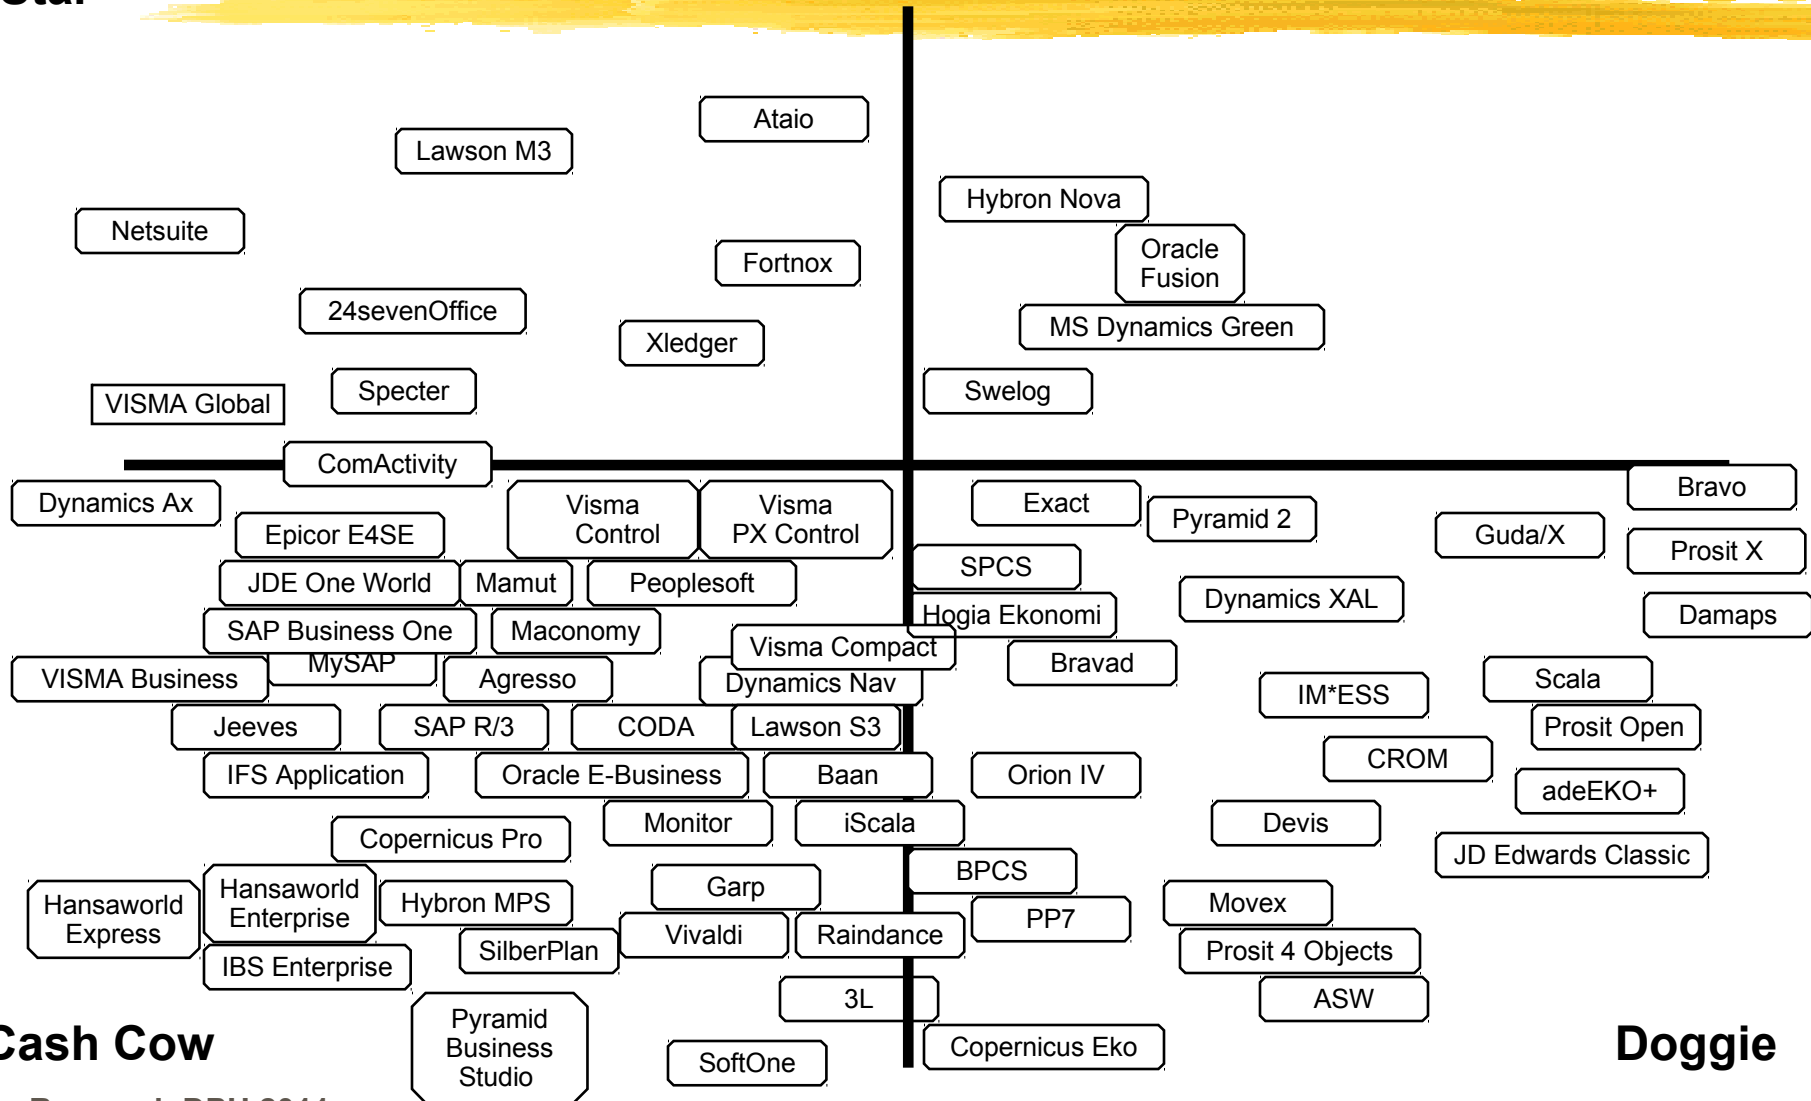 Star
Ataio
Lawson M3
Hybron Nova
Netsuite
Oracle
Fusion
Fortnox
24sevenOffice
MS Dynamics Green
Xledger
Specter
Swelog
VISMA Global
ComActivity
Bravo
Dynamics Ax
Visma
Control
Visma
PX Control
Exact
Pyramid 2
Epicor E4SE
Guda/X
Prosit X
SPCS
JDE One World
Mamut
Peoplesoft
Dynamics XAL
Hogia Ekonomi
Damaps
SAP Business One
Maconomy
Visma Compact
Bravad
MySAP
VISMA Business
Agresso
Dynamics Nav
Scala
IM*ESS
Jeeves
SAP R/3
CODA
Lawson S3
Prosit Open
CROM
IFS Application
Oracle E-Business
Baan
Orion IV
adeEKO+
Monitor
iScala
Devis
Copernicus Pro
JD Edwards Classic
BPCS
Garp
Hansaworld
Enterprise
Hansaworld
Express
Hybron MPS
Movex
PP7
Vivaldi
Raindance
SilberPlan
Prosit 4 Objects
IBS Enterprise
3L
ASW
Pyramid
Business
Studio
Cash Cow
Doggie
Copernicus Eko
SoftOne